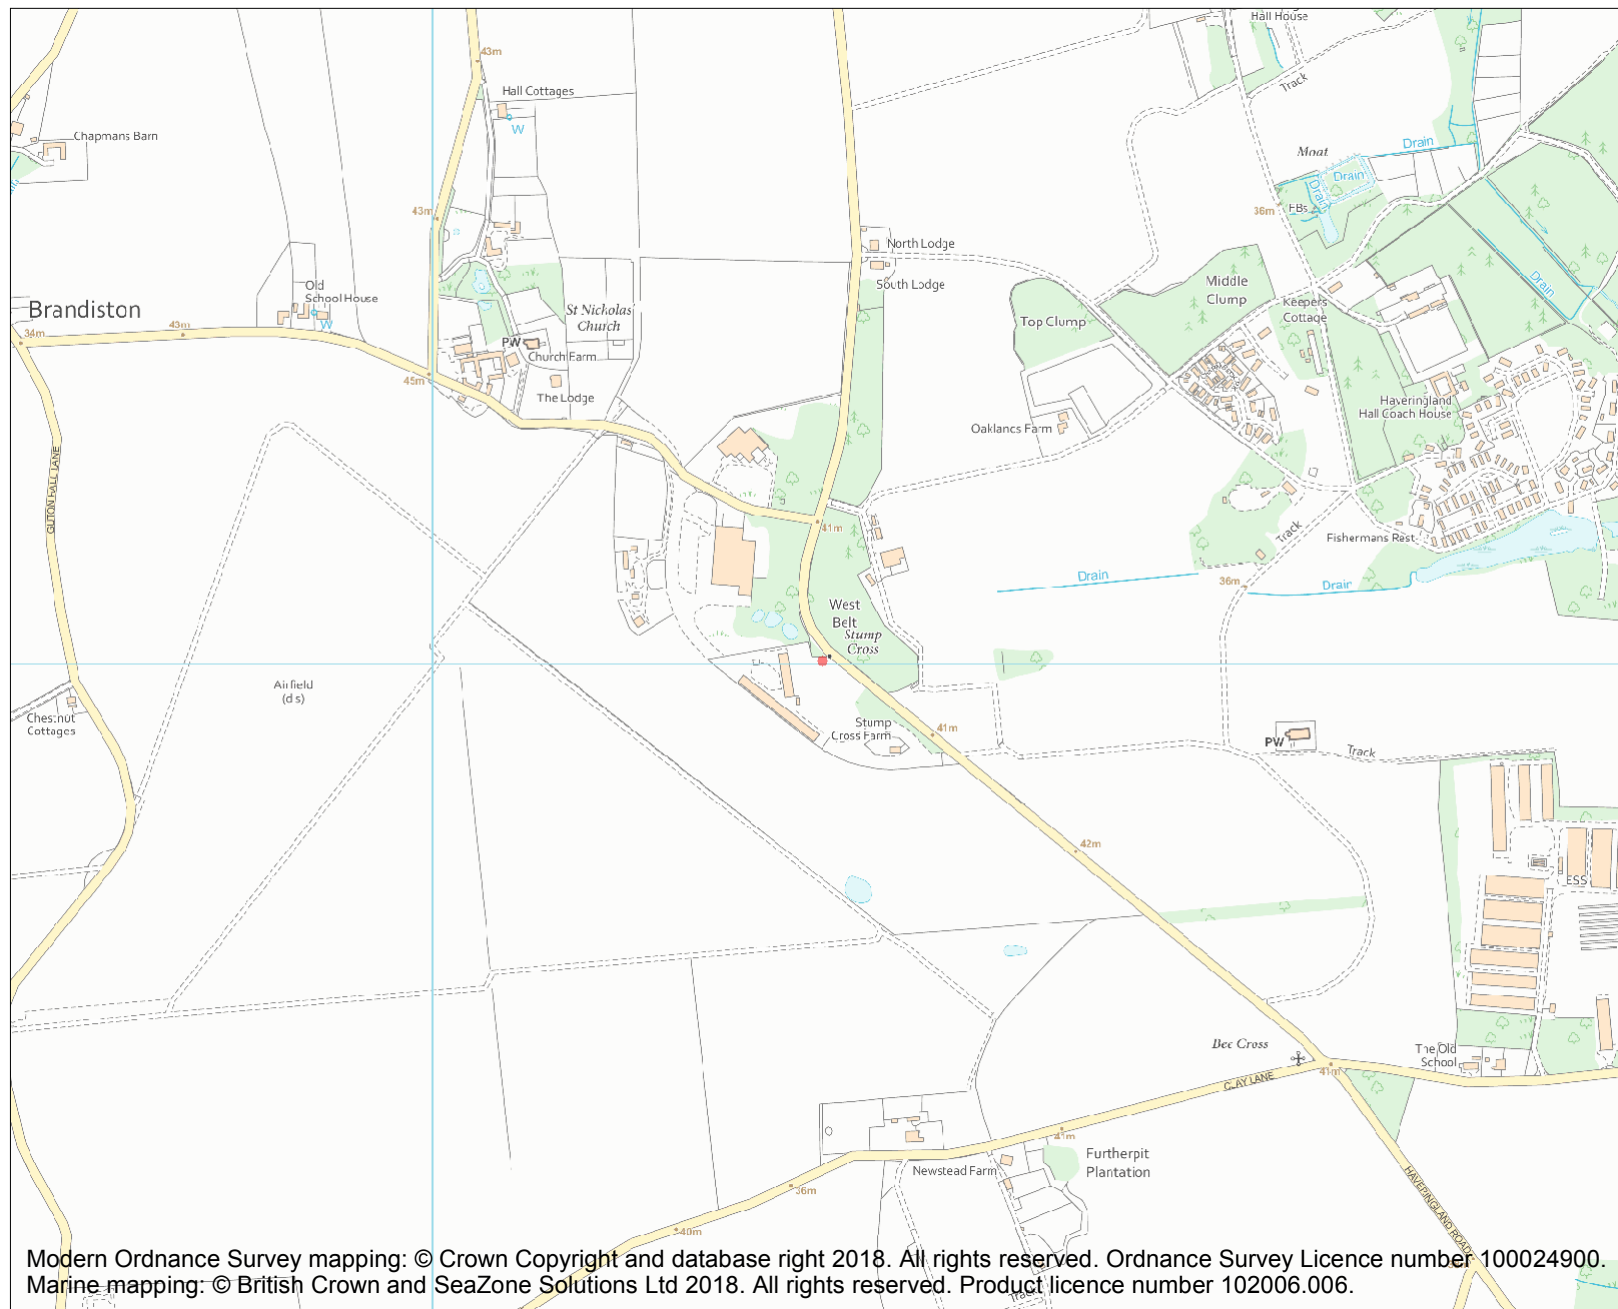 Hall House
43m
Track
Hall Cottages
W
Chapmans Barn
Drain
Moat
Drain
Drain
FBs
36m
43m
North Lodge
South Lodge
Old
School House
W
Brandiston
34m
43m
St Nicholas
Church
Middle
Clump
Keepers
Cottage
Top Clump
Drain
PW
Church Farm
45m
The Lodge
Haveringland
Hall Coach House
Oaklands Farm
GUTON HALL LANE
41m
Track
Fishermans Rest
Drain
36m
Drain
West
Belt
Stump
Cross
Airfield
(dis)
Chestnut
Cottages
Stump
Cross Farm
41m
PW
Track
42m
ESS
Bee Cross
The Old
School
41m
CLAY LANE
41m
Furtherpit
Plantation
Newstead Farm
36m
HAVERINGLAND ROAD
40m
Track
Modern Ordnance Survey mapping: © Crown Copyright and database right 2018. All rights reserved. Ordnance Survey Licence number 100024900.
Marine mapping: © British Crown and SeaZone Solutions Ltd 2018. All rights reserved. Product licence number 102006.006.